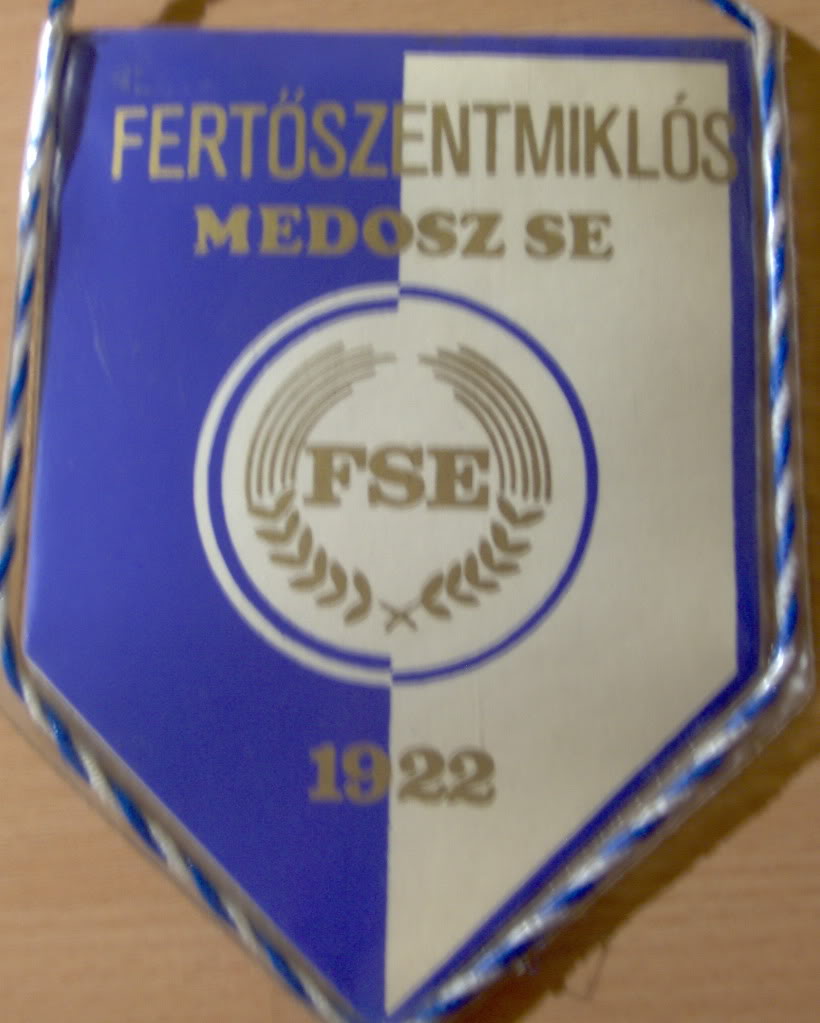 FERTŐSZENTMIKLÓS
MEDOSZ SE
FSE
1922